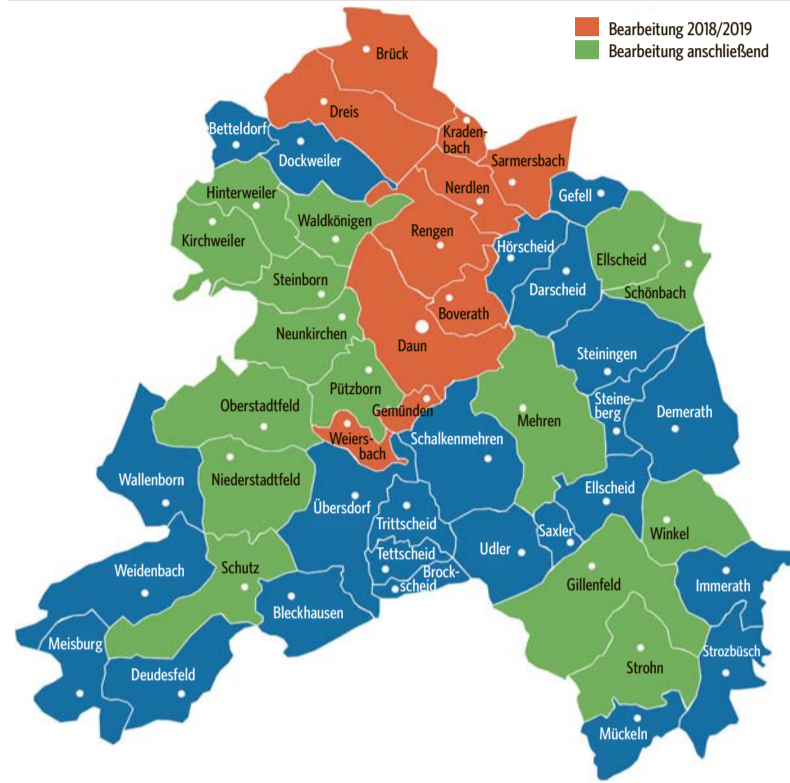 Bearbeitung 2018/2019
Bearbeitung anschließend
Brück
Dreis
Kraden-
bach
Betteldorf
Dockweiler
Sarmersbach
Nerdlen
Gefell
Hinterweiler
Waldkönigen
Rengen
Kirchweiler
Hörscheid
Ellscheid
Steinborn
Darscheid
Schönbach
Boverath
Neunkirchen
Daun
Steiningen
Pützborn
Steine-
berg
Oberstadtfeld
Gemünden
Demerath
Mehren
Weiers-
bach
Schalkenmehren
Wallenborn
Niederstadtfeld
Ellscheid
Übersdorf
Trittscheid
Saxler
Winkel
Tettscheid
Udler
Weidenbach
Schutz
Brock-
scheid
Gillenfeld
Immerath
Bleckhausen
Meisburg
Strozbüsch
Deudesfeld
Strohn
Mückeln